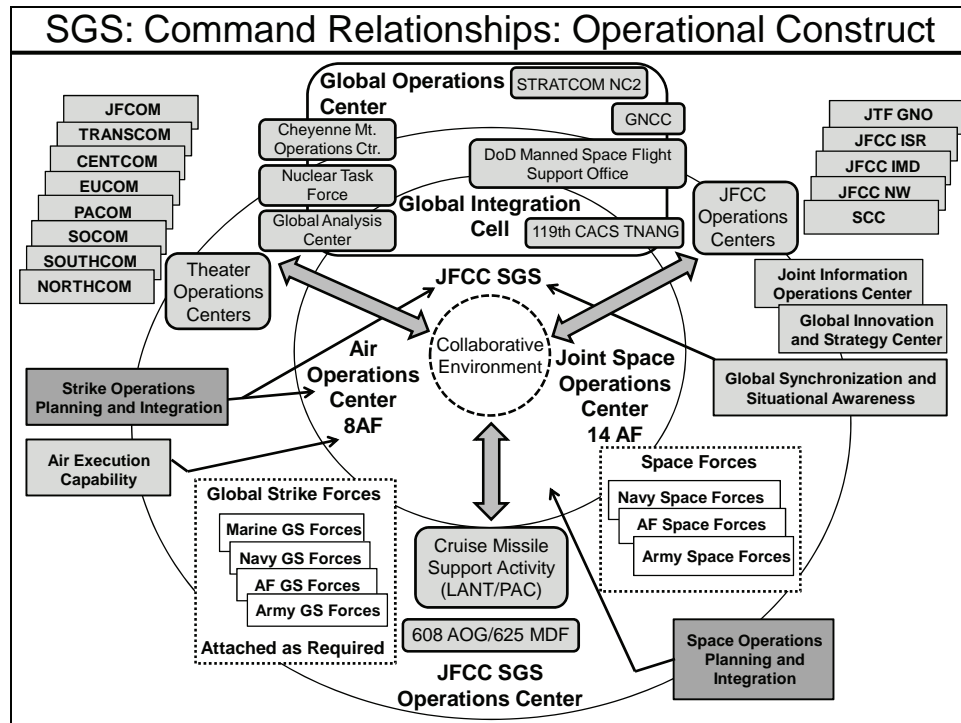 SGS: Command Relationships: Operational Construct
Global Operations
Center
STRATCOM NC2
GNCC
Cheyenne Mt.
Operations Ctr.
DoD Manned Space Flight
Support Office
Nuclear Task
Force
Global Integration
Cell
Global Analysis
Center
119th CACS TNANG
JFCOM
TRANSCOM
CENTCOM
EUCOM
PACOM
SOCOM
SOUTHCOM
NORTHCOM
Theater
Operations
Centers
JTF GNO
JFCC ISR
JFCC IMD
JFCC NW
SCC
JFCC
Operations
Centers
Joint Information
Operations Center
Global Innovation
and Strategy Center
Global Synchronization and
Situational Awareness
JFCC SGS
Collaborative
Environment
Air
Operations
Center
8AF
Joint Space
Operations
Center
14 AF
Strike Operations
Planning and Integration
Air Execution
Capability
Global Strike Forces
Marine GS Forces
Navy GS Forces
AF GS Forces
Army GS Forces
Attached as Required
Space Forces
Navy Space Forces
AF Space Forces
Army Space Forces
Cruise Missile
Support Activity
(LANT/PAC)
608 AOG/625 MDF
JFCC SGS
Operations Center
Space Operations
Planning and
Integration